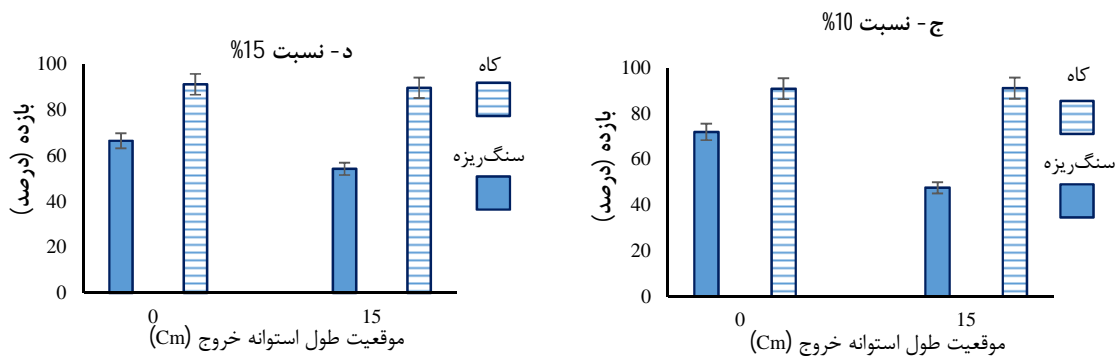 ج - نسبت 10%
بازده (درصد)
100
80
60
40
20
0
0
15
موقعیت طول استوانه خروج (Cm)
کاه
سنگ‌ریزه
د - نسبت 15%
بازده (درصد)
100
80
60
40
20
0
0
15
موقعیت طول استوانه خروج (Cm)
کاه
سنگ‌ریزه